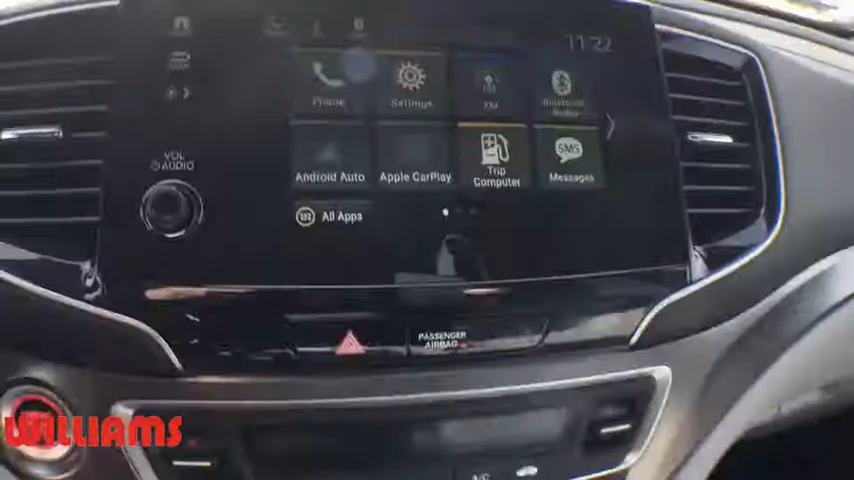 11:22
Phone
Settings
XM
Bluetooth
Audio
VOL
AUDIO
Android Auto
Apple CarPlay
Trip
Computer
SMS
Messages
All Apps
PASSENGER
AIRBAG
WILLIAMS
A/C